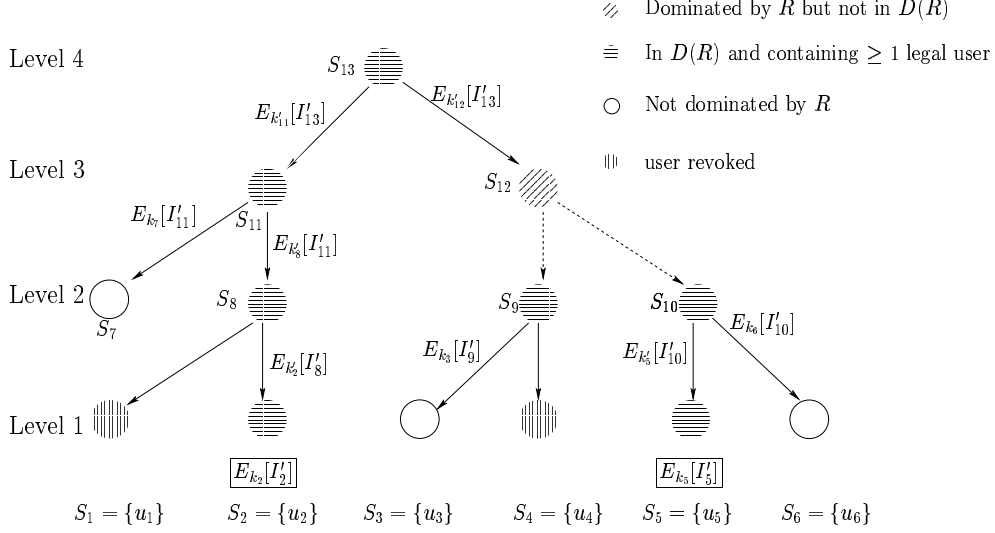 Dominated by R but not in D(R)
In D(R) and containing ≥ 1 legal user
Not dominated by R
user revoked
Level 4
S₁₃
E_{k'₁₁}[I'₁₃]
E_{k'₁₂}[I'₁₃]
Level 3
S₁₂
E_{k₇}[I'₁₁]
S₁₁
E_{k'₈}[I'₁₁]
Level 2
S₇
S₈
S₉
S₁₀
E_{k'₂}[I'₈]
E_{k₃}[I'₉]
E_{k'₅}[I'₁₀]
E_{k₆}[I'₁₀]
Level 1
E_{k₂}[I'₂]
E_{k₅}[I'₅]
S₁ = {u₁} S₂ = {u₂} S₃ = {u₃} S₄ = {u₄} S₅ = {u₅} S₆ = {u₆}